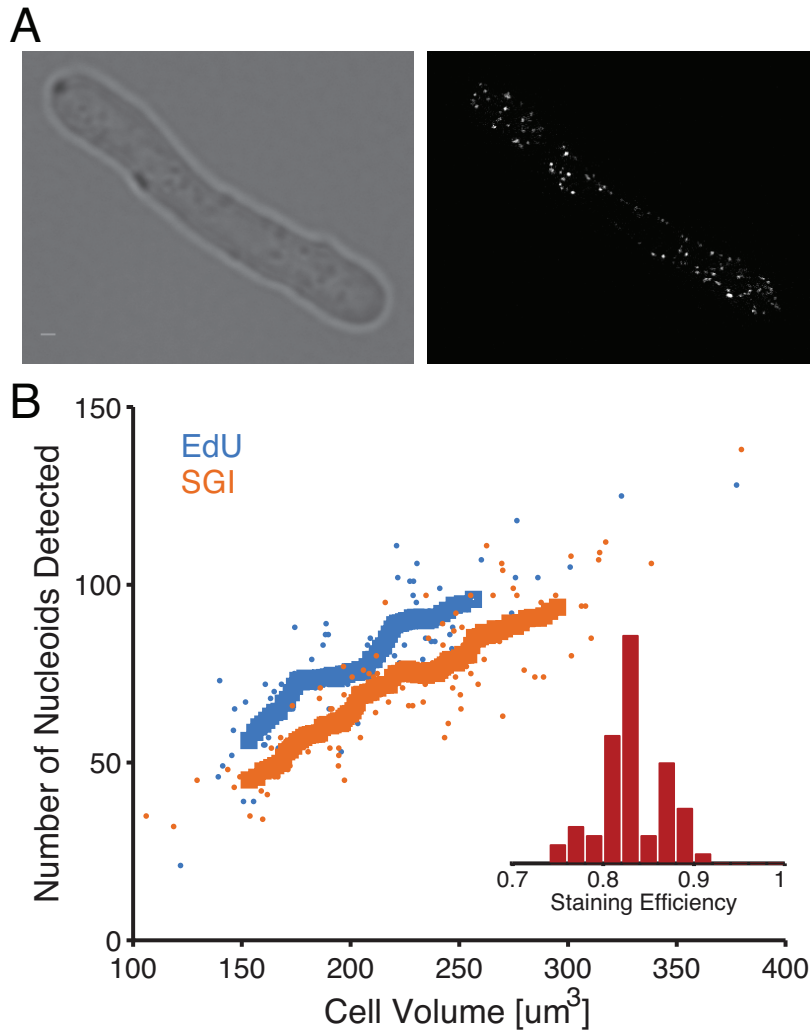 A
B
150
100
50
0
Number of Nucleoids Detected
EdU
SGI
0.7 0.8 0.9 1
Staining Efficiency
100 150 200 250 300 350 400
Cell Volume [um³]